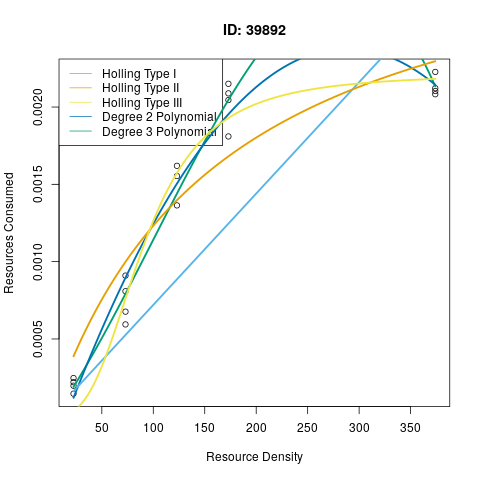 ID: 39892
Holling Type I
Holling Type II
Holling Type III
Degree 2 Polynomial
Degree 3 Polynomial
Resources Consumed
0.0005
0.0010
0.0015
0.0020
50
100
150
200
250
300
350
Resource Density